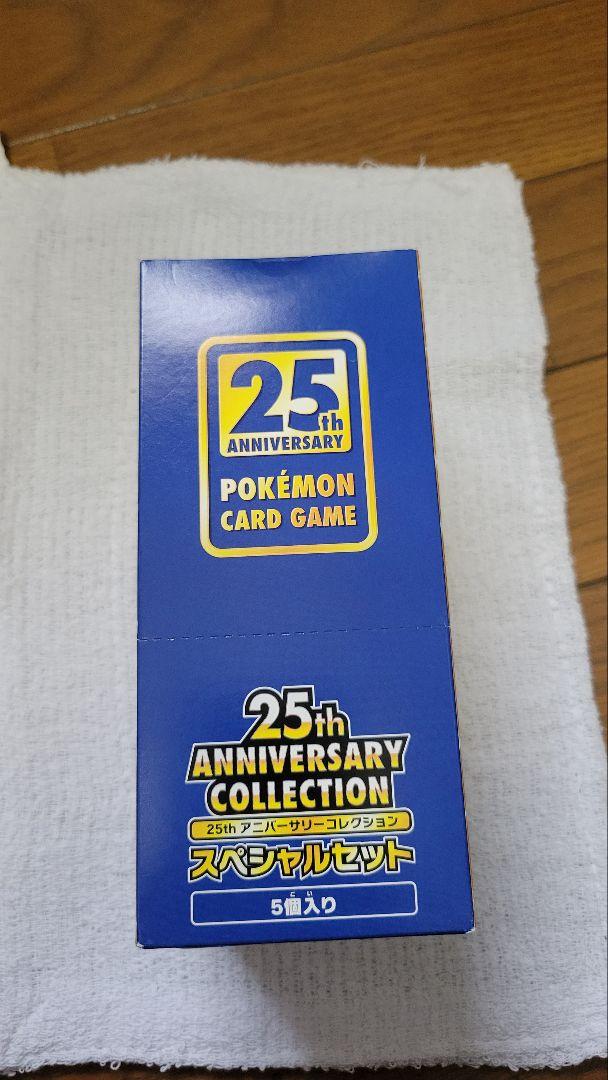 25th
ANNIVERSARY
POKÉMON
CARD GAME
25th
ANNIVERSARY
COLLECTION
25th アニバーサリーコレクション
スペシャルセット
5個入り